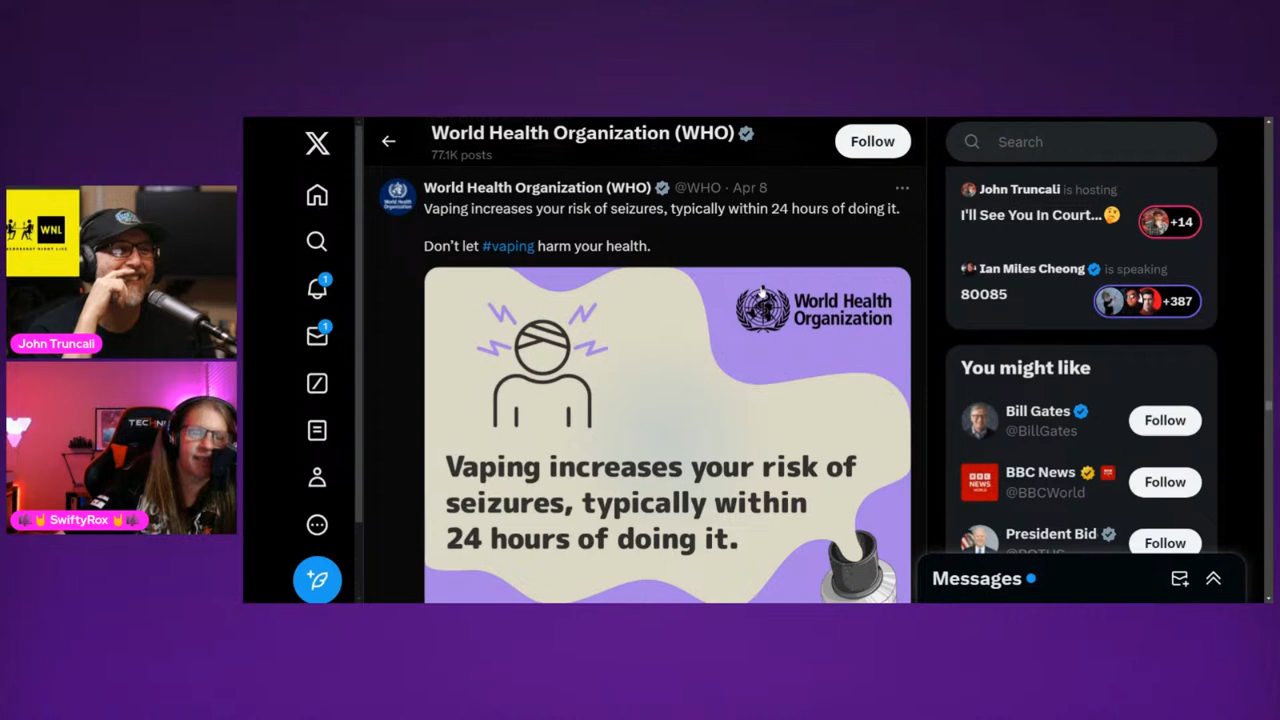 WNL
John Truncali
TECHNI
SwIftyRox
World Health Organization (WHO)
77.1K posts
Follow
World Health Organization (WHO) @WHO · Apr 8
Vaping increases your risk of seizures, typically within 24 hours of doing it.
Don't let #vaping harm your health.
World Health
Organization
Vaping increases your risk of
seizures, typically within
24 hours of doing it.
1
1
Search
John Truncali is hosting
I'll See You In Court...🤔
+14
Ian Miles Cheong is speaking
80085
+387
You might like
Bill Gates
@BillGates
Follow
BBC News
@BBCWorld
Follow
President Bid
Follow
Messages